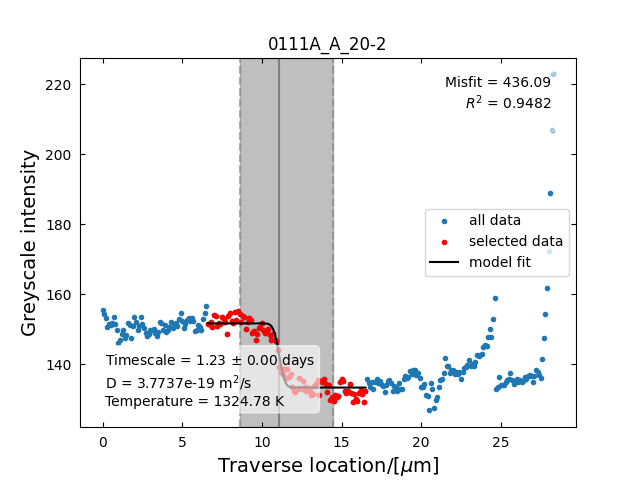 0111A_A_20-2
Misfit = 436.09
R² = 0.9482
220
200
180
160
140
Greyscale intensity
all data
selected data
model fit
Timescale = 1.23 ± 0.00 days
D = 3.7737e-19 m²/s
Temperature = 1324.78 K
0 5 10 15 20 25
Traverse location/[μm]